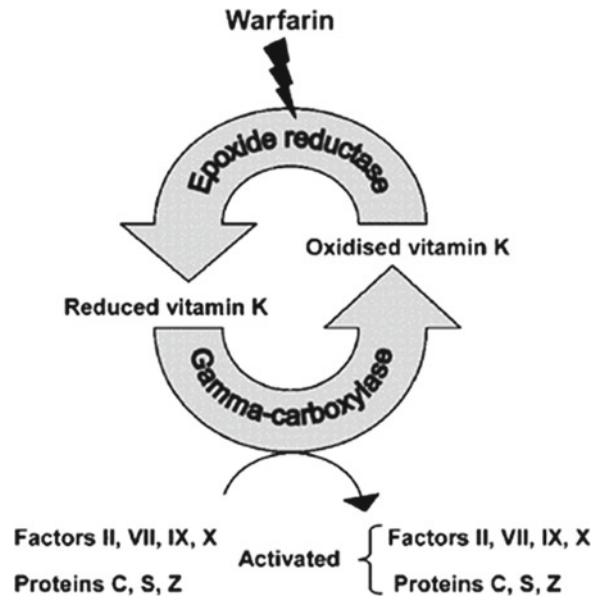 Warfarin
Epoxide reductase
Oxidised vitamin K
Reduced vitamin K
Gamma-carboxylase
Factors II, VII, IX, X
Proteins C, S, Z
Activated
Factors II, VII, IX, X
Proteins C, S, Z